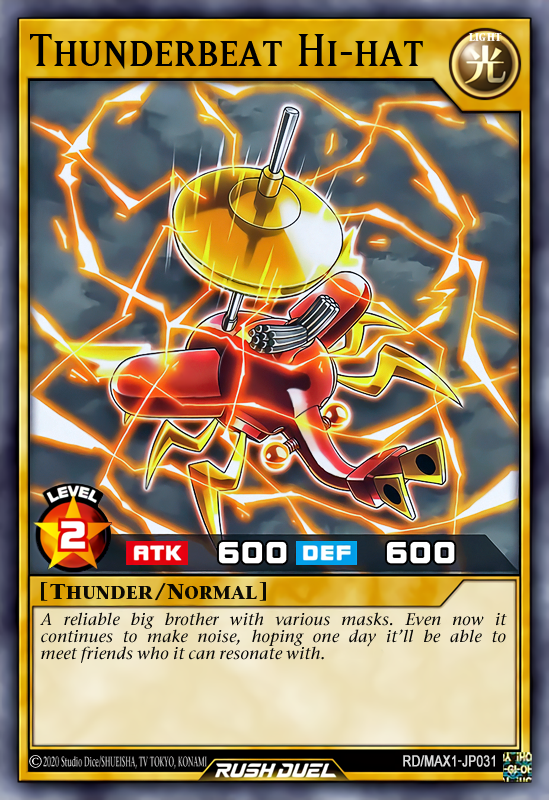 Thunderbeat Hi-hat
LIGHT
光
LEVEL
2
ATK 600 DEF 600
[Thunder/Normal]
A reliable big brother with various masks. Even now it
continues to make noise, hoping one day it'll be able to
meet friends who it can resonate with.
©2020 Studio Dice/SHUEISHA, TV TOKYO, KONAMI
RUSH DUEL
RD/MAX1-JP031